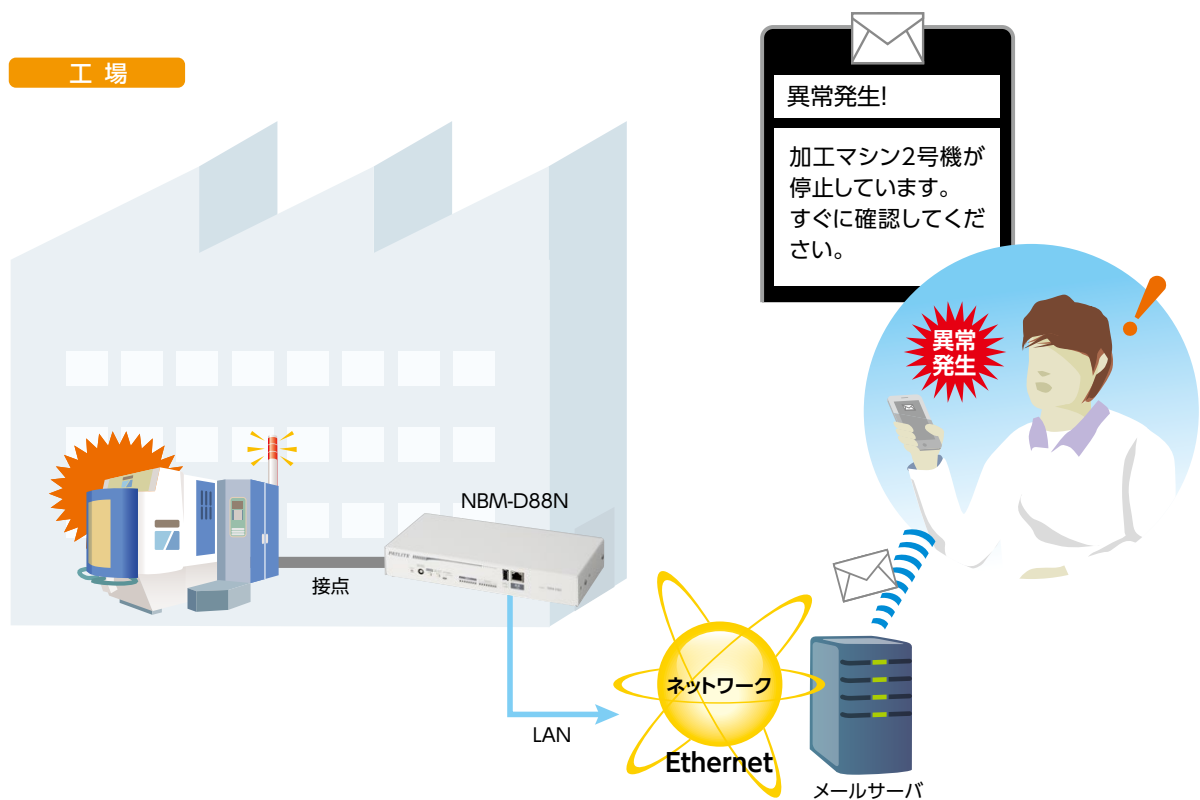 工 場
異常発生!
加工マシン2号機が
停止しています。
すぐに確認してくだ
さい。
異常
発生
NBM-D88N
PATLITE
接点
LAN
ネットワーク
Ethernet
メールサーバ